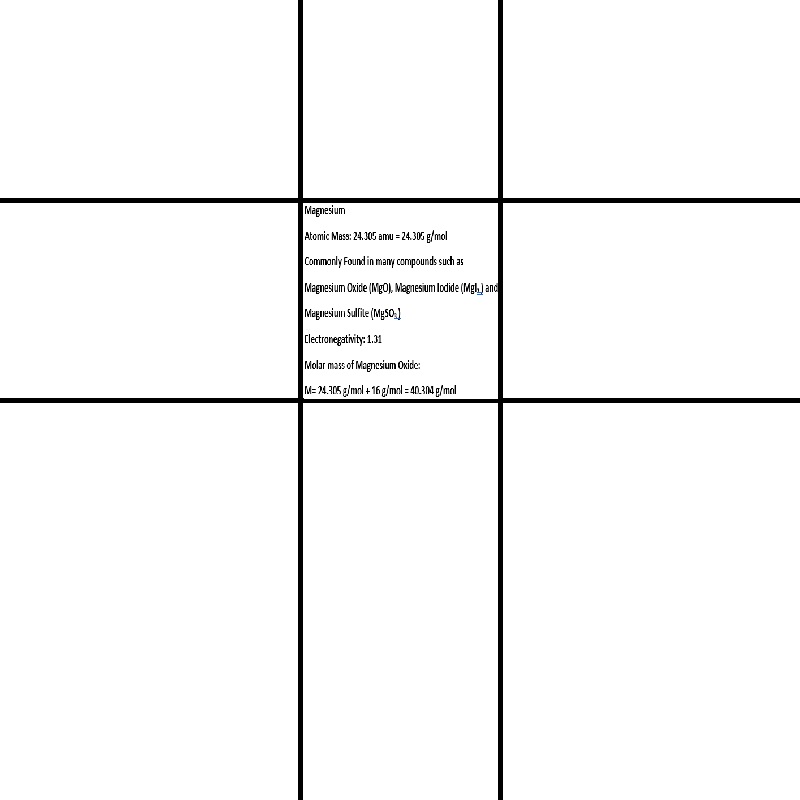 Magnesium
Atomic Mass: 24.305 amu = 24.305 g/mol
Commonly Found in many compounds such as
Magnesium Oxide (MgO), Magnesium Iodide (MgI₂) and
Magnesium Sulfite (MgSO₃)
Electronegativity: 1.31
Molar mass of Magnesium Oxide:
M= 24.305 g/mol + 16 g/mol = 40.304 g/mol